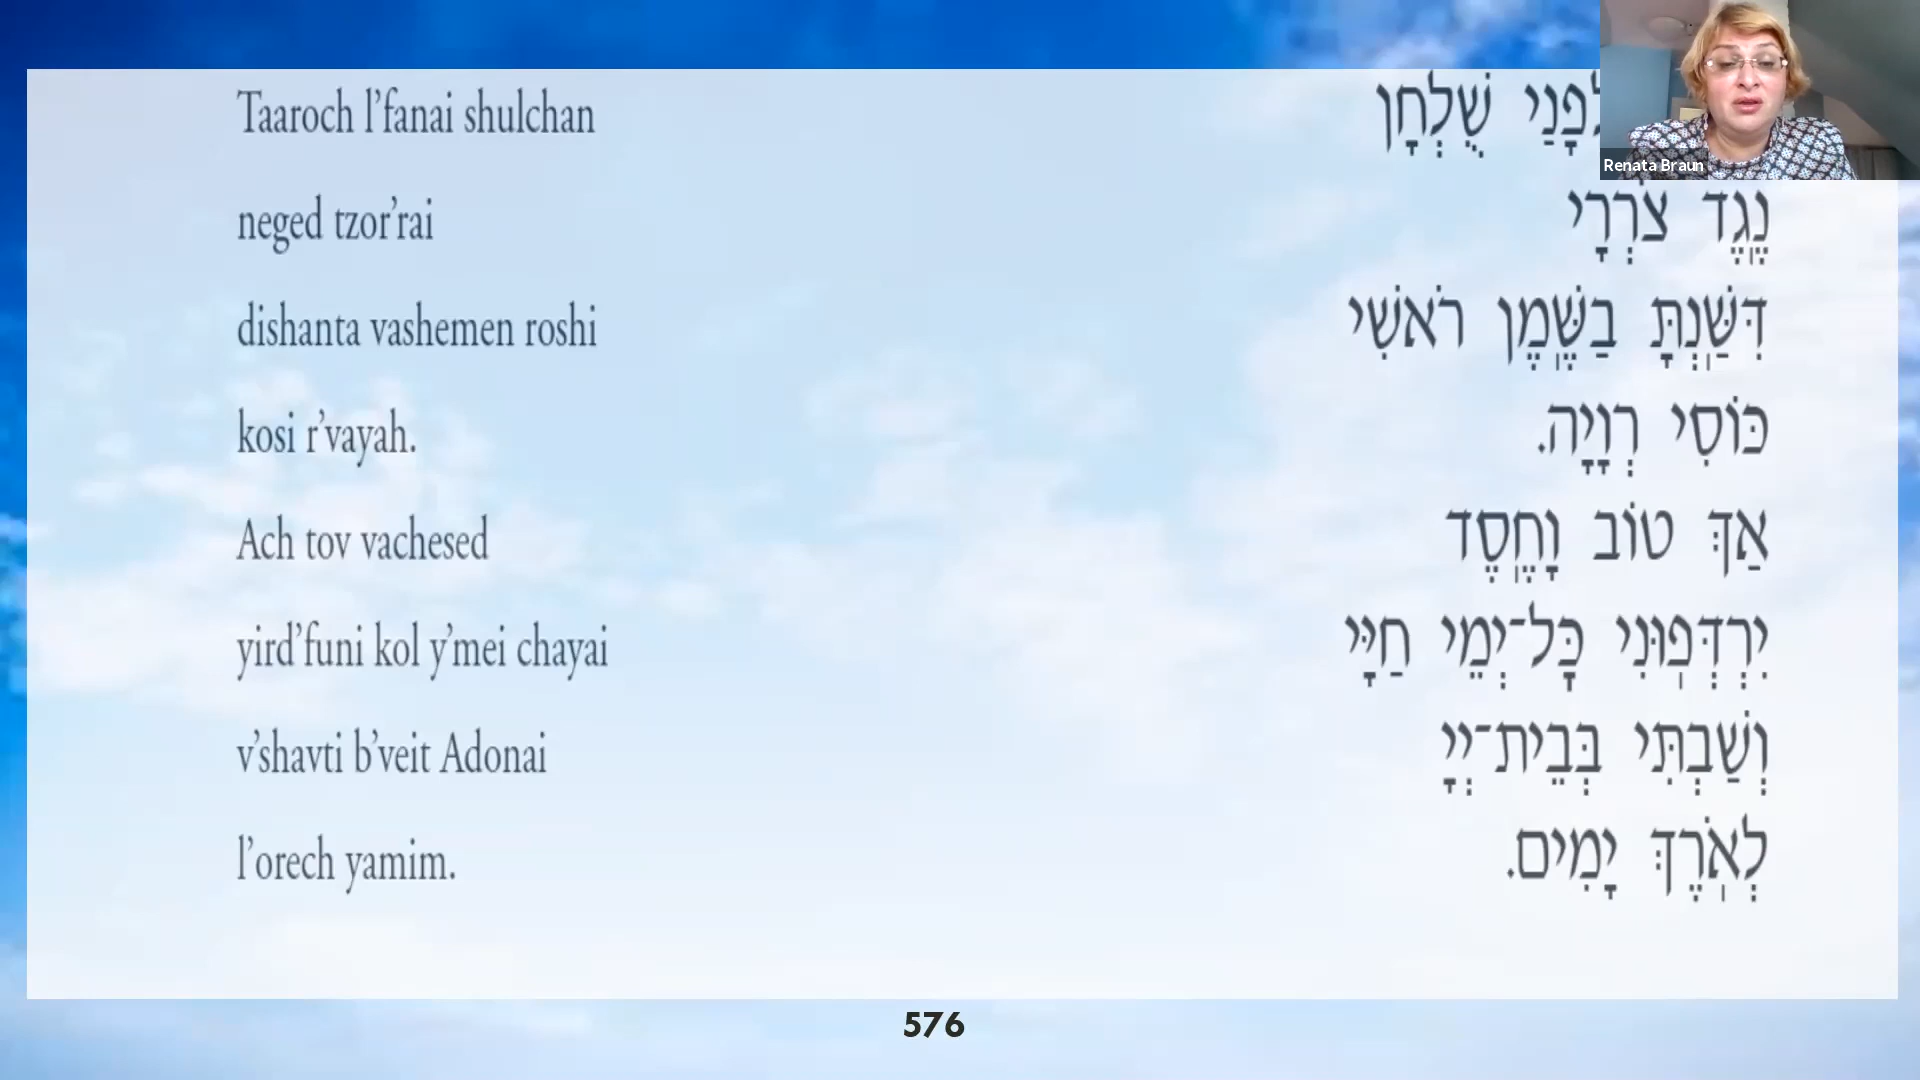 Taaroch l’fanai shulchan
neged tzor’rai
dishanta vashemen roshi
kosi r’vayah.
Ach tov vachesed
yird’funi kol y’mei chayai
v’shavti b’veit Adonai
l’orech yamim.
לְפָנַי שֻׁלְחָן
נֶֽגֶד צֹרְרָי
דִּשַּֽׁנְתָּ בַשֶּֽׁמֶן רֹאשִׁי
כּוֹסִי רְוָיָה.
אַךְ טוֹב וָחֶֽסֶד
יִרְדְּפֽוּנִי כָּל־יְמֵי חַיָּי
וְשַׁבְתִּי בְּבֵית־יְיָ
לְאֹֽרֶךְ יָמִים.
Renata Braun
576